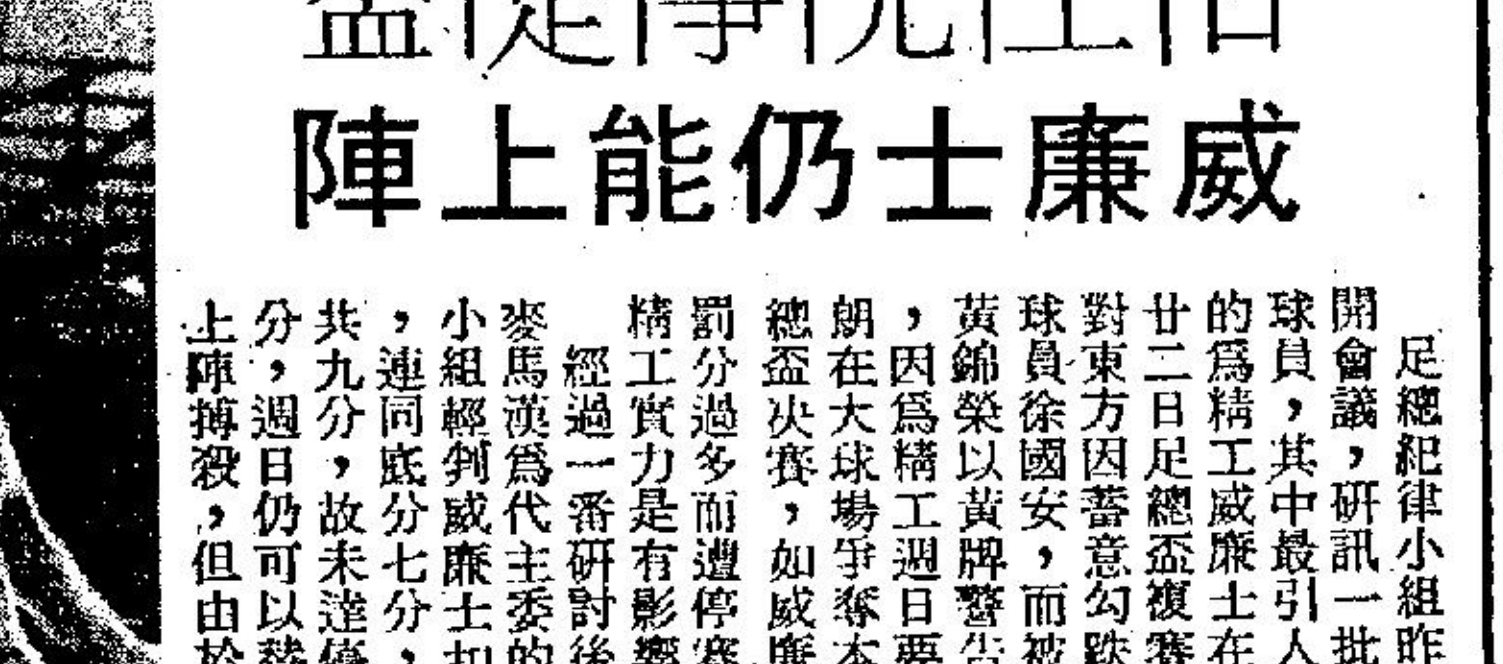 威廉士仍能上陣
足總紀律小組昨
開會議，研訊一批
球員，其中最引人
的爲精工威廉士在
廿二日足總盃複賽
對東方因蓄意勾跌
球員徐國安，而被
黃錦榮以黃牌警告
，因爲精工週日要
朗在大球場爭奪本
總盃决賽，如威廉
罰分過多而遭停賽
精工實力是有影響
經過一番研討後
麥馬漢爲代主委的
小組輕判威廉士扣
，連同底分七分，
共九分，故未達
分，週日仍可以
上陣搏殺，但由於